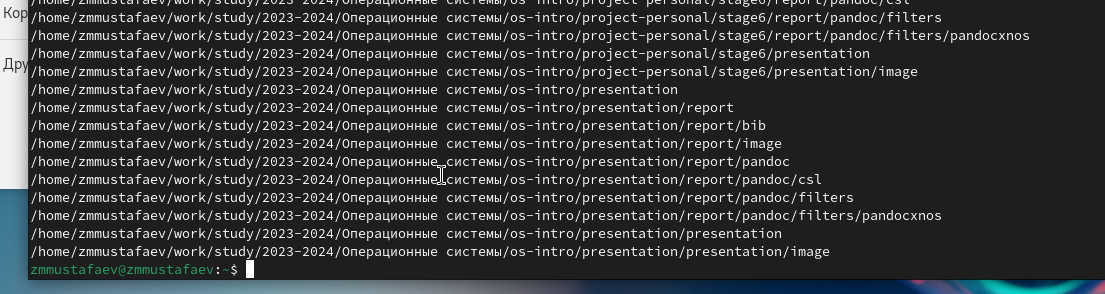 Кор
Дру
/home/zmmustafaev/work/study/2023-2024/Операционные системы/os-intro/project-personal/stage6/report/pandoc/csl
/home/zmmustafaev/work/study/2023-2024/Операционные системы/os-intro/project-personal/stage6/report/pandoc/filters
/home/zmmustafaev/work/study/2023-2024/Операционные системы/os-intro/project-personal/stage6/report/pandoc/filters/pandocxnos
/home/zmmustafaev/work/study/2023-2024/Операционные системы/os-intro/project-personal/stage6/presentation
/home/zmmustafaev/work/study/2023-2024/Операционные системы/os-intro/project-personal/stage6/presentation/image
/home/zmmustafaev/work/study/2023-2024/Операционные системы/os-intro/presentation
/home/zmmustafaev/work/study/2023-2024/Операционные системы/os-intro/presentation/report
/home/zmmustafaev/work/study/2023-2024/Операционные системы/os-intro/presentation/report/bib
/home/zmmustafaev/work/study/2023-2024/Операционные системы/os-intro/presentation/report/image
/home/zmmustafaev/work/study/2023-2024/Операционные системы/os-intro/presentation/report/pandoc
/home/zmmustafaev/work/study/2023-2024/Операционные системы/os-intro/presentation/report/pandoc/csl
/home/zmmustafaev/work/study/2023-2024/Операционные системы/os-intro/presentation/report/pandoc/filters
/home/zmmustafaev/work/study/2023-2024/Операционные системы/os-intro/presentation/report/pandoc/filters/pandocxnos
/home/zmmustafaev/work/study/2023-2024/Операционные системы/os-intro/presentation/presentation
/home/zmmustafaev/work/study/2023-2024/Операционные системы/os-intro/presentation/presentation/image
zmmustafaev@zmmustafaev:~$